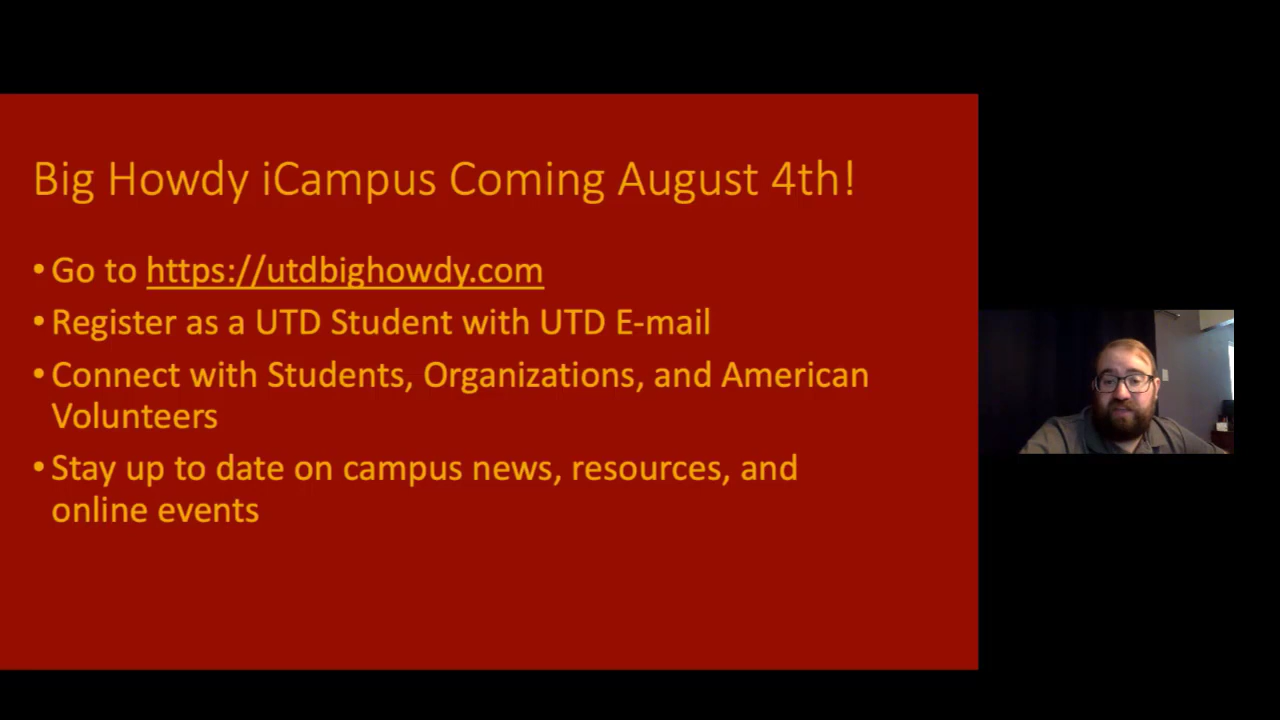 Big Howdy iCampus Coming August 4th!
• Go to https://utdbighowdy.com
• Register as a UTD Student with UTD E-mail
• Connect with Students, Organizations, and American
Volunteers
• Stay up to date on campus news, resources, and
online events